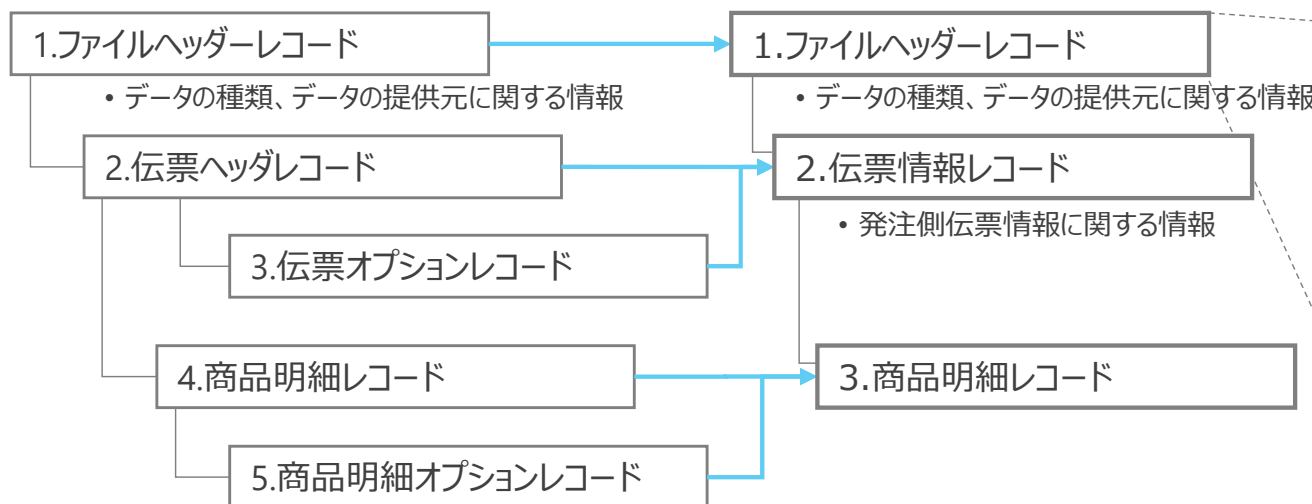 1.ファイルヘッダーレコード
• データの種類、データの提供元に関する情報
2.伝票ヘッダレコード
3.伝票オプションレコード
4.商品明細レコード
5.商品明細オプションレコード
1.ファイルヘッダーレコード
• データの種類、データの提供元に関する情報
2.伝票情報レコード
• 発注側伝票情報に関する情報
3.商品明細レコード